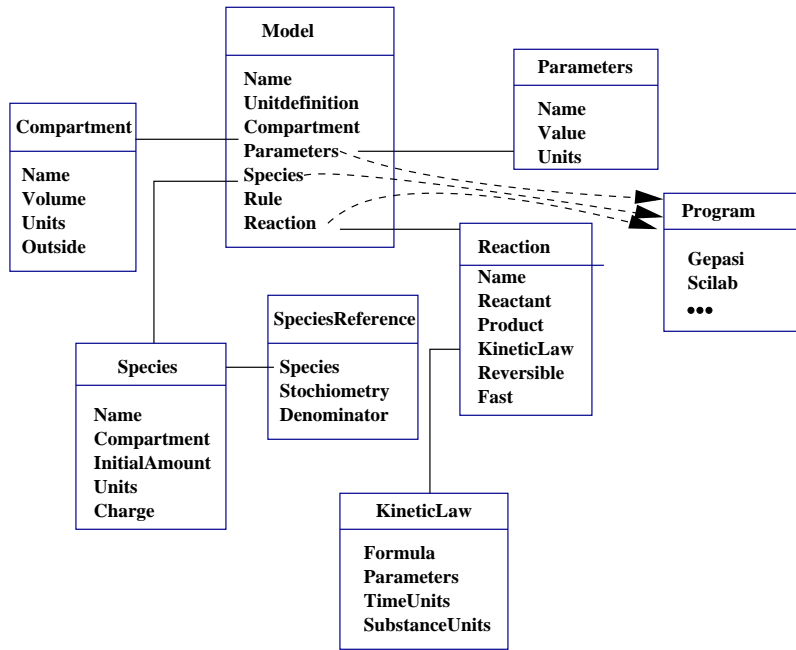 Model
Name
Unitdefinition
Compartment
Parameters
Species
Rule
Reaction
Parameters
Name
Value
Units
Compartment
Name
Volume
Units
Outside
Program
Gepasi
Scilab
•••
Reaction
Name
Reactant
Product
KineticLaw
Reversible
Fast
SpeciesReference
Species
Stochiometry
Denominator
Species
Name
Compartment
InitialAmount
Units
Charge
KineticLaw
Formula
Parameters
TimeUnits
SubstanceUnits